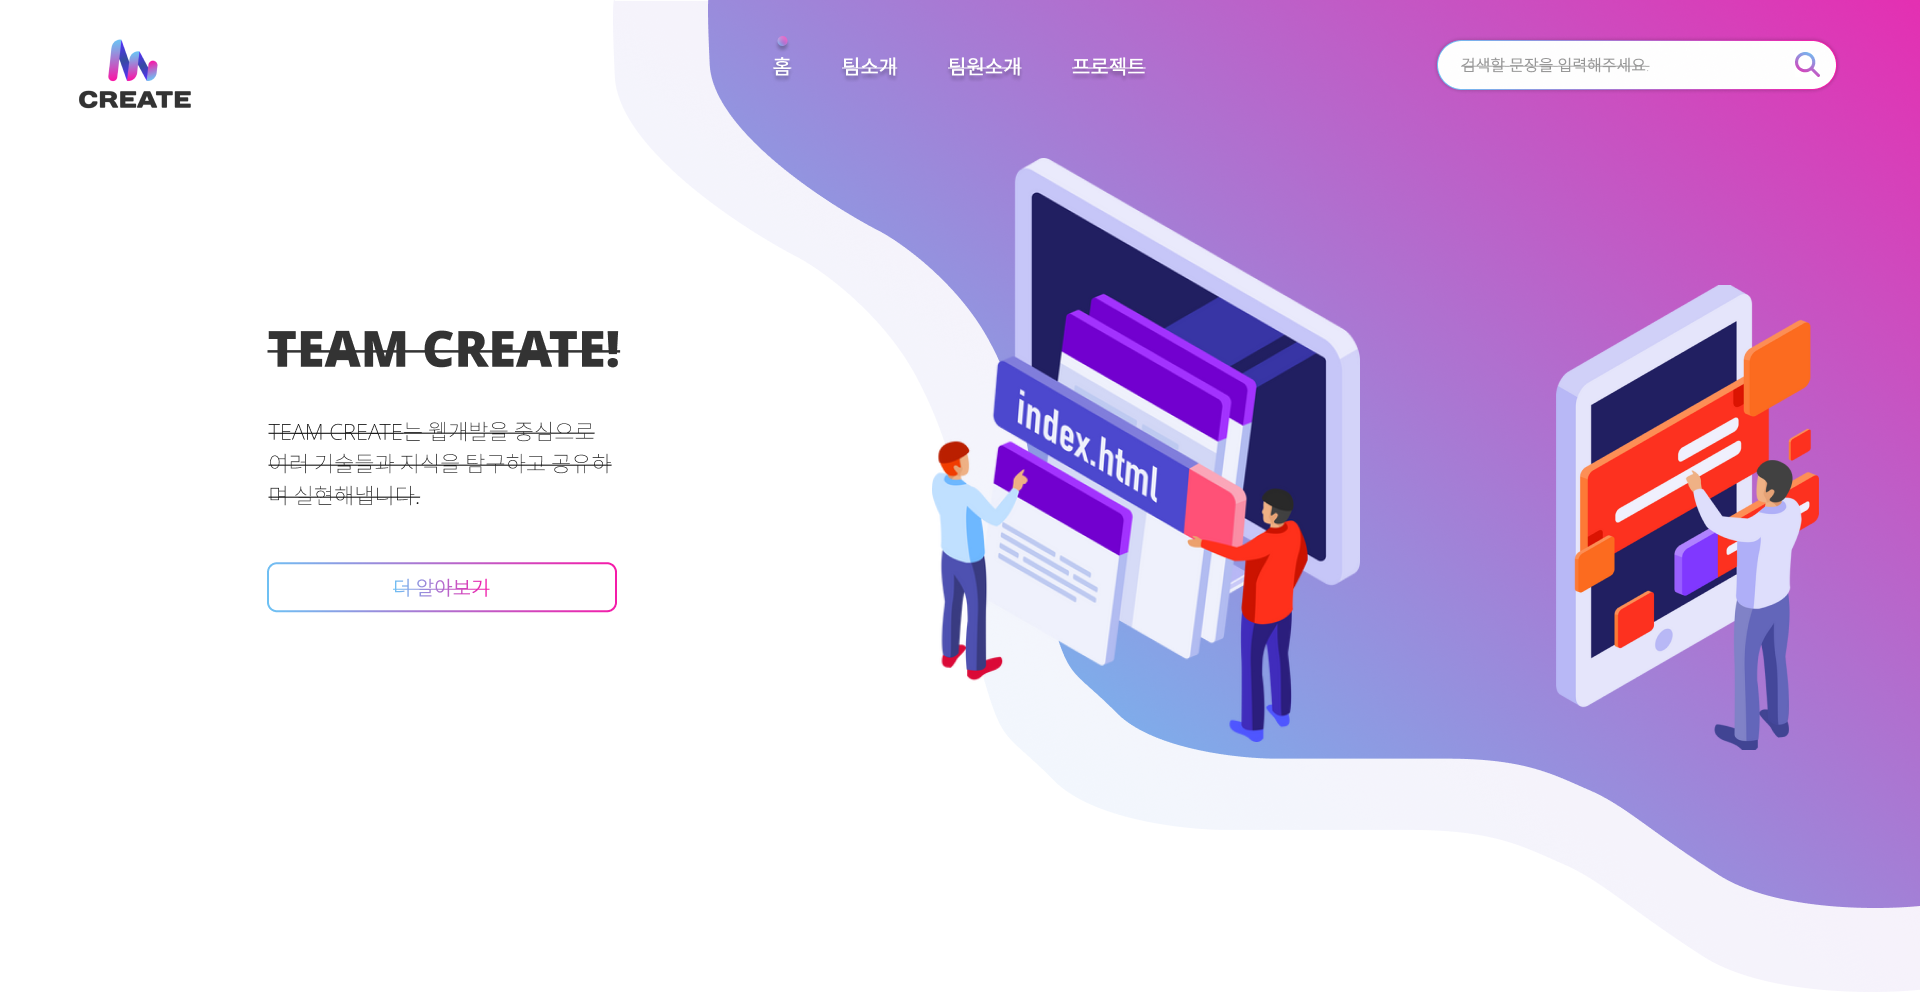 CREATE
홈
팀소개
팀원소개
프로젝트
검색할 문장을 입력해주세요.
TEAM CREATE!
TEAM CREATE는 웹개발을 중심으로
여러 기술들과 지식을 탐구하고 공유하
며 실현해냅니다.
더 알아보기
index.html